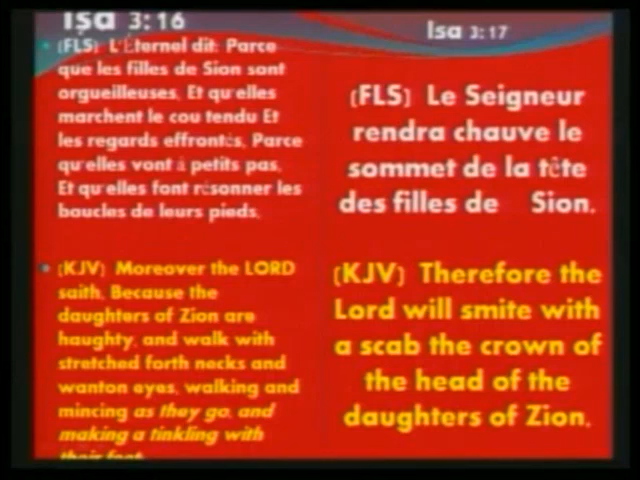 Isa 3:16
• (FLS) L'Éternel dit: Parce
que les filles de Sion sont
orgueilleuses, Et qu'elles
marchent le cou tendu Et
les regards effrontés, Parce
qu'elles vont à petits pas,
Et qu'elles font résonner les
boucles de leurs pieds,
• (KJV) Moreover the LORD
saith, Because the
daughters of Zion are
haughty, and walk with
stretched forth necks and
wanton eyes, walking and
mincing as they go, and
making a tinkling with
their feet
Isa 3:17
(FLS) Le Seigneur
rendra chauve le
sommet de la tête
des filles de Sion.
(KJV) Therefore the
Lord will smite with
a scab the crown of
the head of the
daughters of Zion.